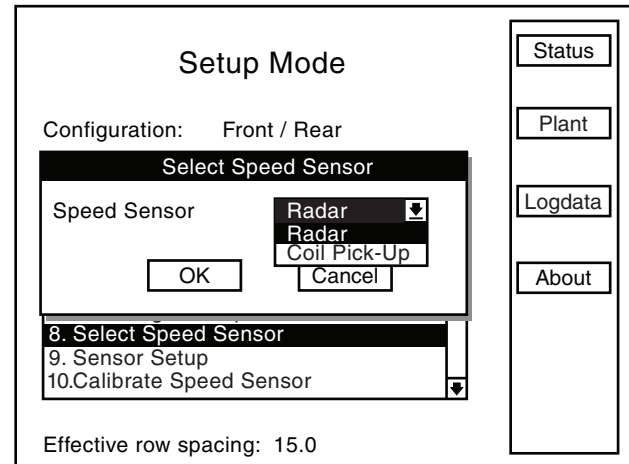 Setup Mode
Configuration: Front / Rear
Select Speed Sensor
Speed Sensor Radar
Radar
Coil Pick-Up
OK Cancel
8. Select Speed Sensor
9. Sensor Setup
10.Calibrate Speed Sensor
Effective row spacing: 15.0
Status
Plant
Logdata
About